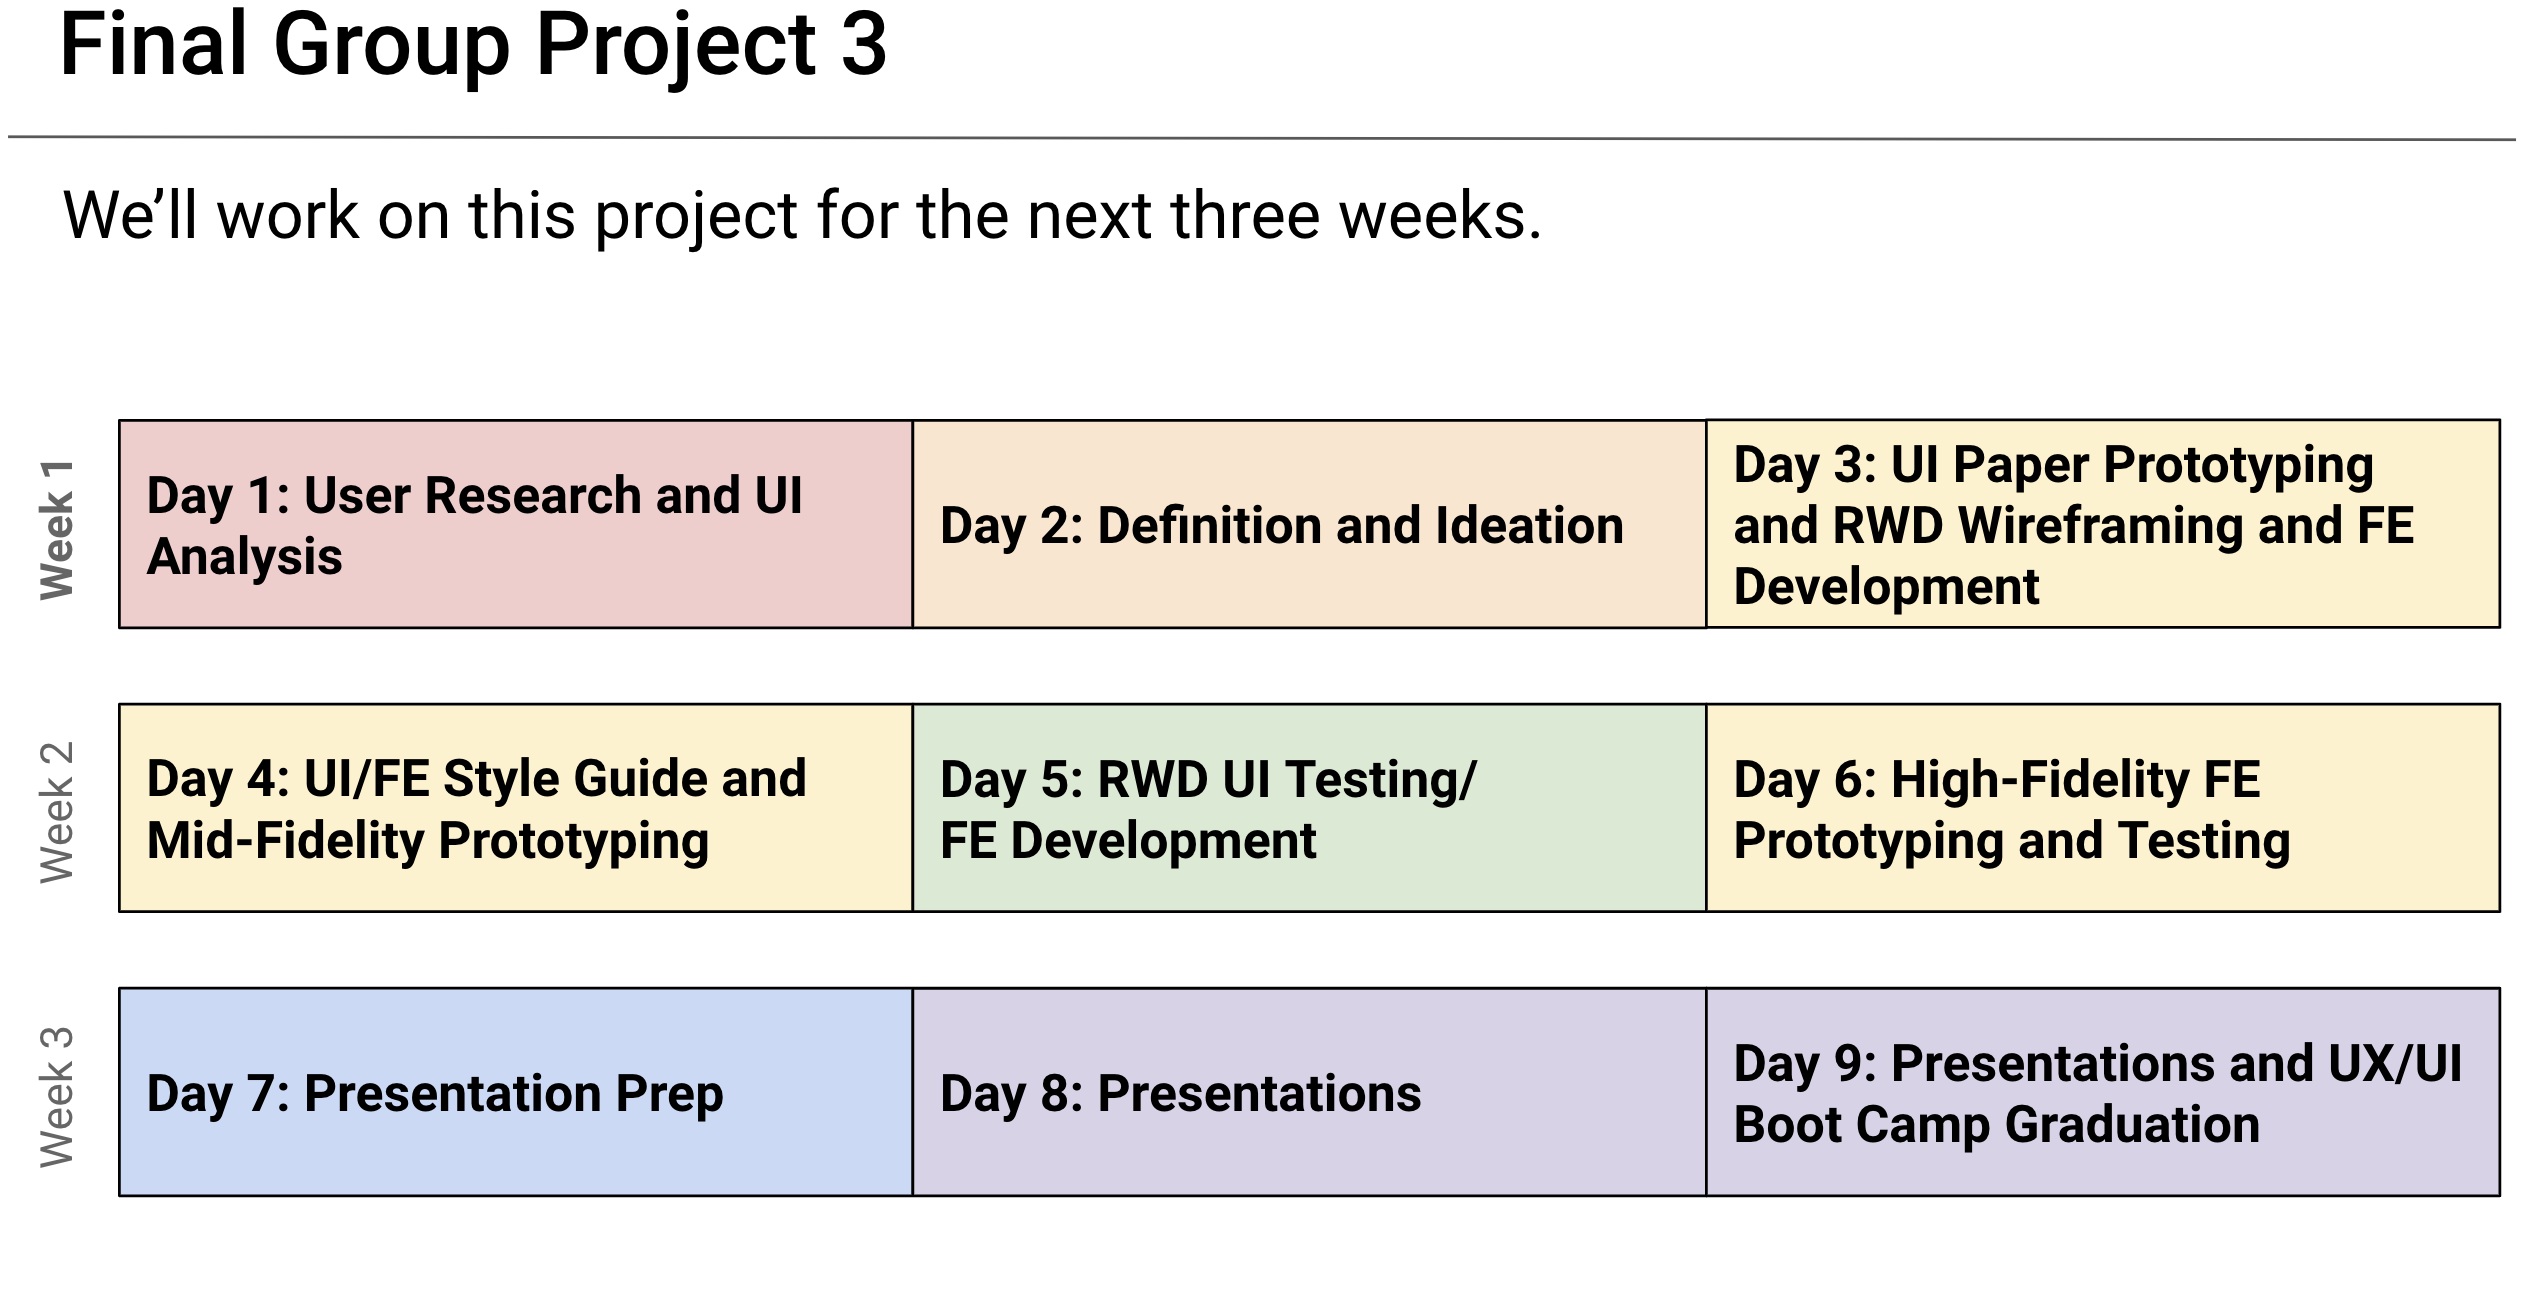 Final Group Project 3
We’ll work on this project for the next three weeks.
Week 1
Day 1: User Research and UI
Analysis
Day 2: Definition and Ideation
Day 3: UI Paper Prototyping
and RWD Wireframing and FE
Development
Week 2
Day 4: UI/FE Style Guide and
Mid-Fidelity Prototyping
Day 5: RWD UI Testing/
FE Development
Day 6: High-Fidelity FE
Prototyping and Testing
Week 3
Day 7: Presentation Prep
Day 8: Presentations
Day 9: Presentations and UX/UI
Boot Camp Graduation